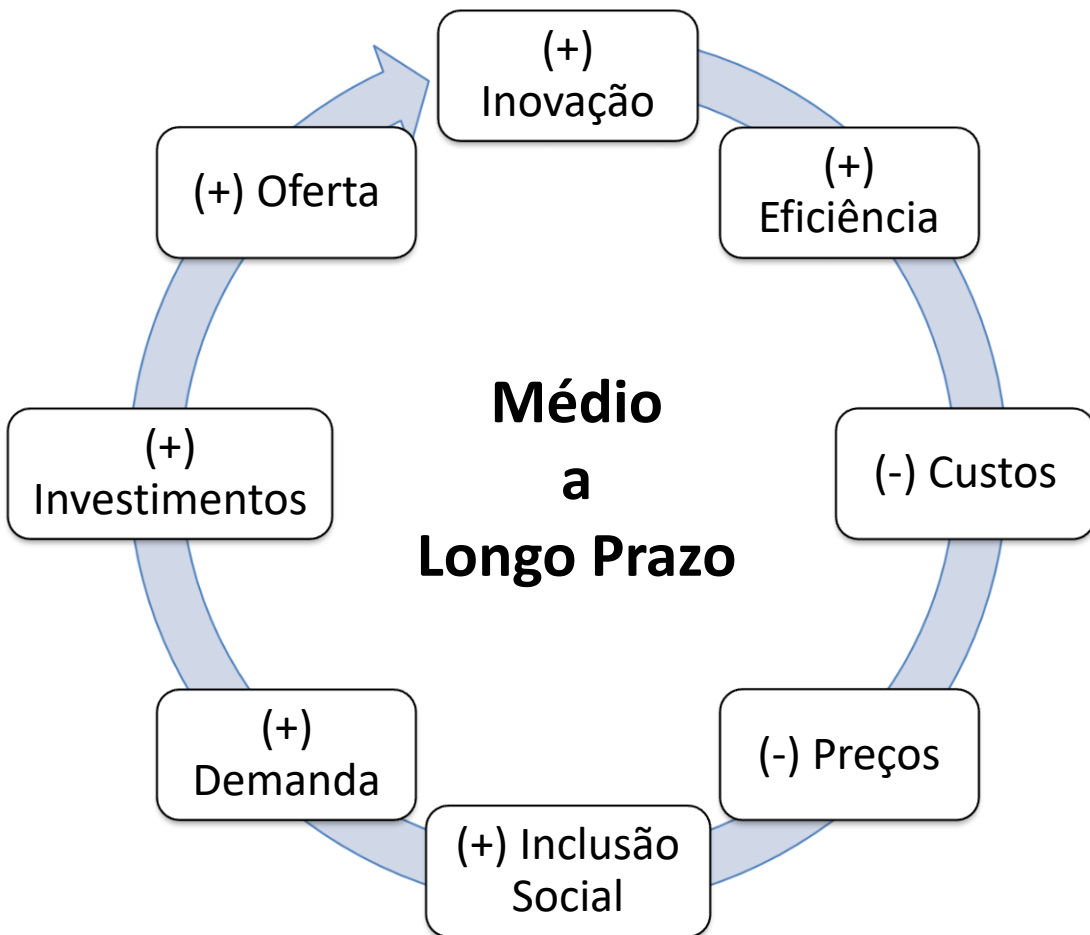 (+)
Inovação
(+)
Eficiência
(-) Custos
(-) Preços
(+) Inclusão
Social
(+)
Demanda
(+)
Investimentos
(+) Oferta
Médio
a
Longo Prazo